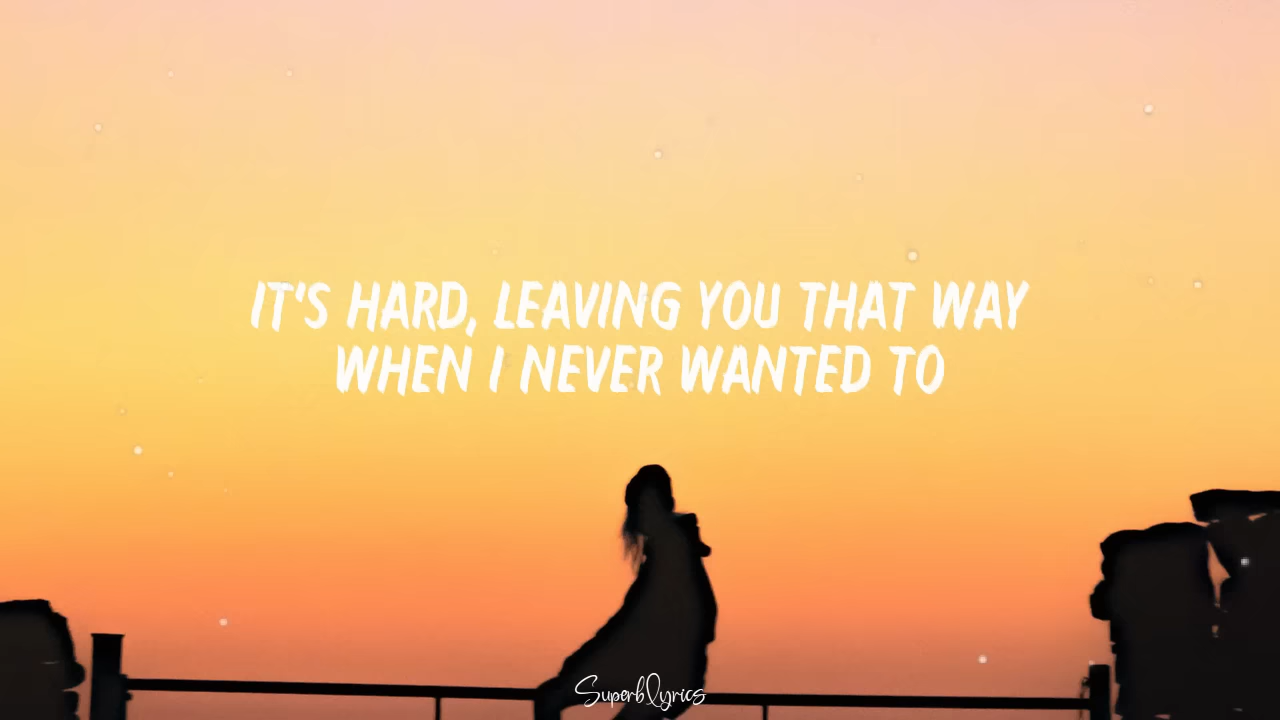 IT'S HARD, LEAVING YOU THAT WAY
WHEN I NEVER WANTED TO
Superblyrics